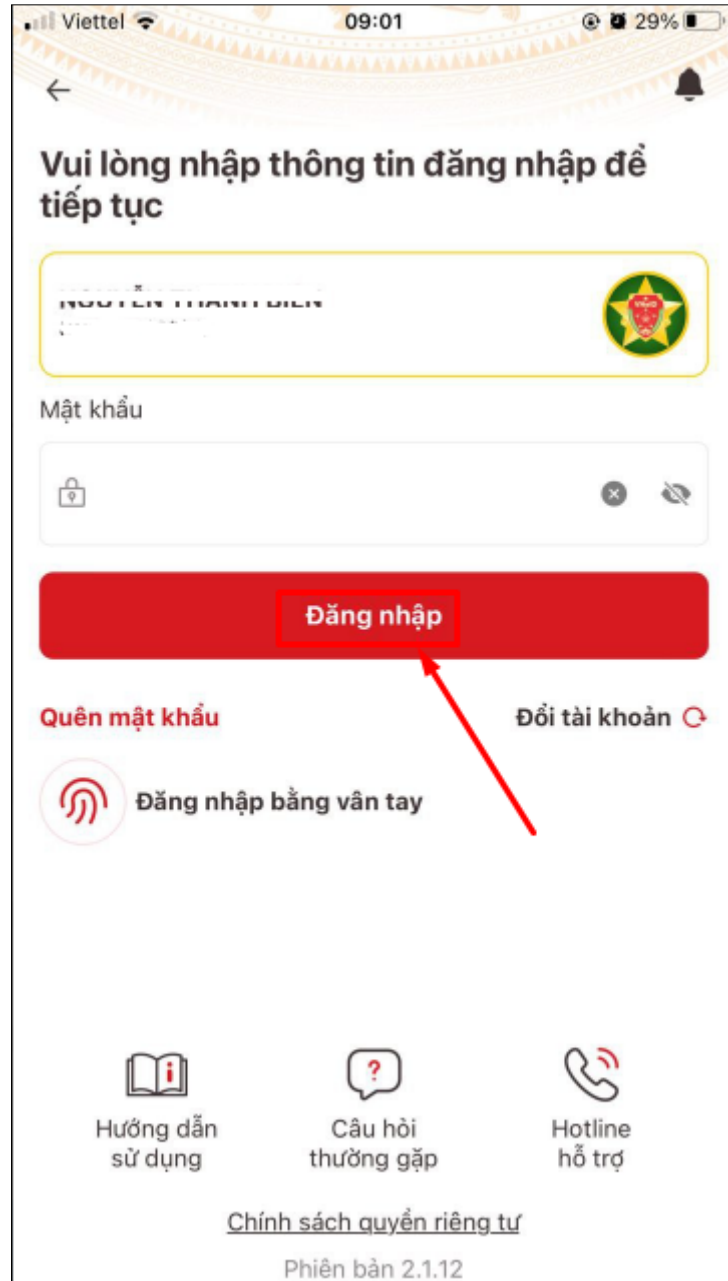 Viettel 09:01 29%
Vui lòng nhập thông tin đăng nhập để
tiếp tục
Mật khẩu
Đăng nhập
Quên mật khẩu Đổi tài khoản
Đăng nhập bằng vân tay
Hướng dẫn
sử dụng
Câu hỏi
thường gặp
Hotline
hỗ trợ
Chính sách quyền riêng tư
Phiên bản 2.1.12